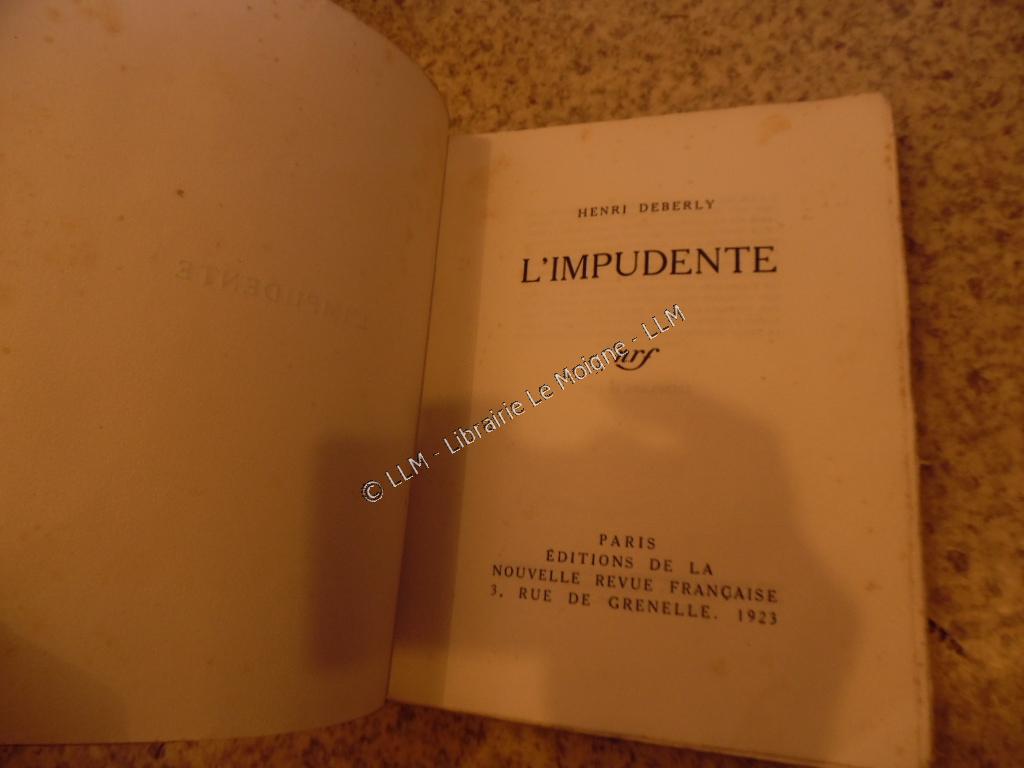 L'IMPUDENTE
HENRI DEBERLY
L'IMPUDENTE
nrf
© LLM - Librairie Le Moigne - LLM
PARIS
ÉDITIONS DE LA
NOUVELLE REVUE FRANÇAISE
3, RUE DE GRENELLE. 1923